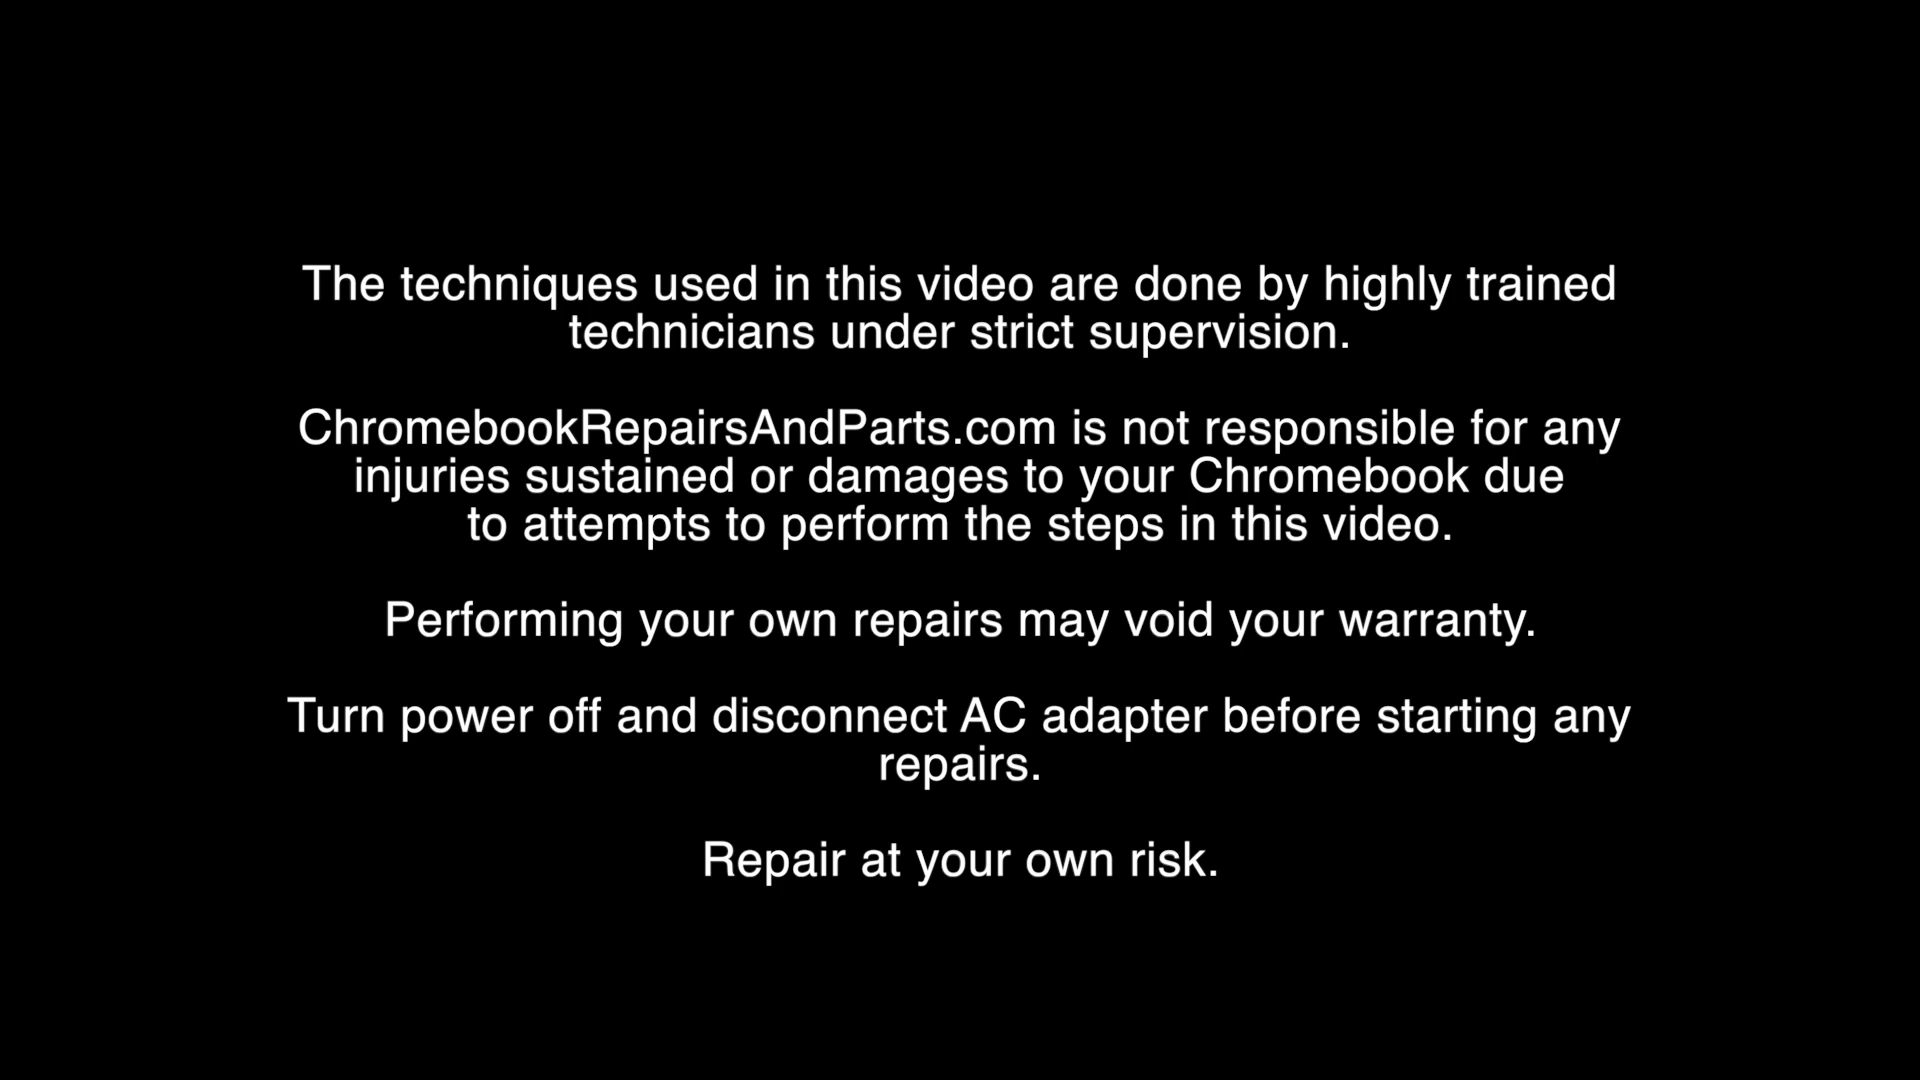 The techniques used in this video are done by highly trained
technicians under strict supervision.
ChromebookRepairsAndParts.com is not responsible for any
injuries sustained or damages to your Chromebook due
to attempts to perform the steps in this video.
Performing your own repairs may void your warranty.
Turn power off and disconnect AC adapter before starting any
repairs.
Repair at your own risk.